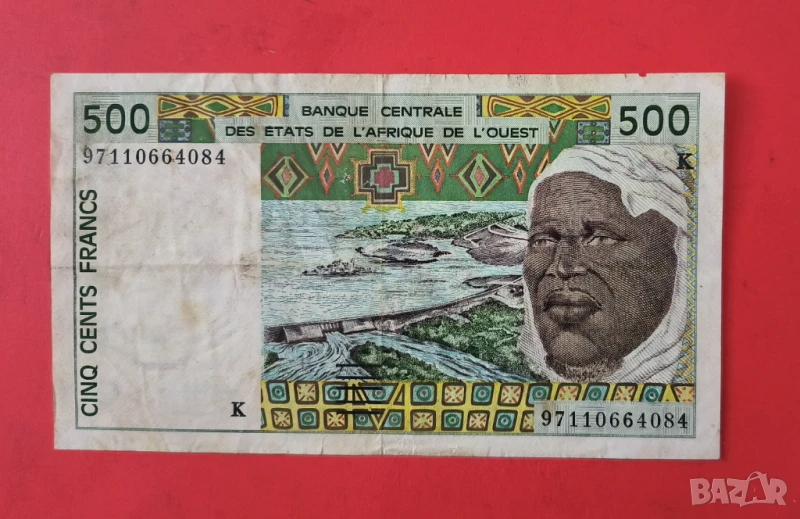 500
BANQUE CENTRALE
DES ETATS DE L'AFRIQUE DE L'OUEST
500
97110664084
K
CINQ CENTS FRANCS
K
97110664084
BAZAR